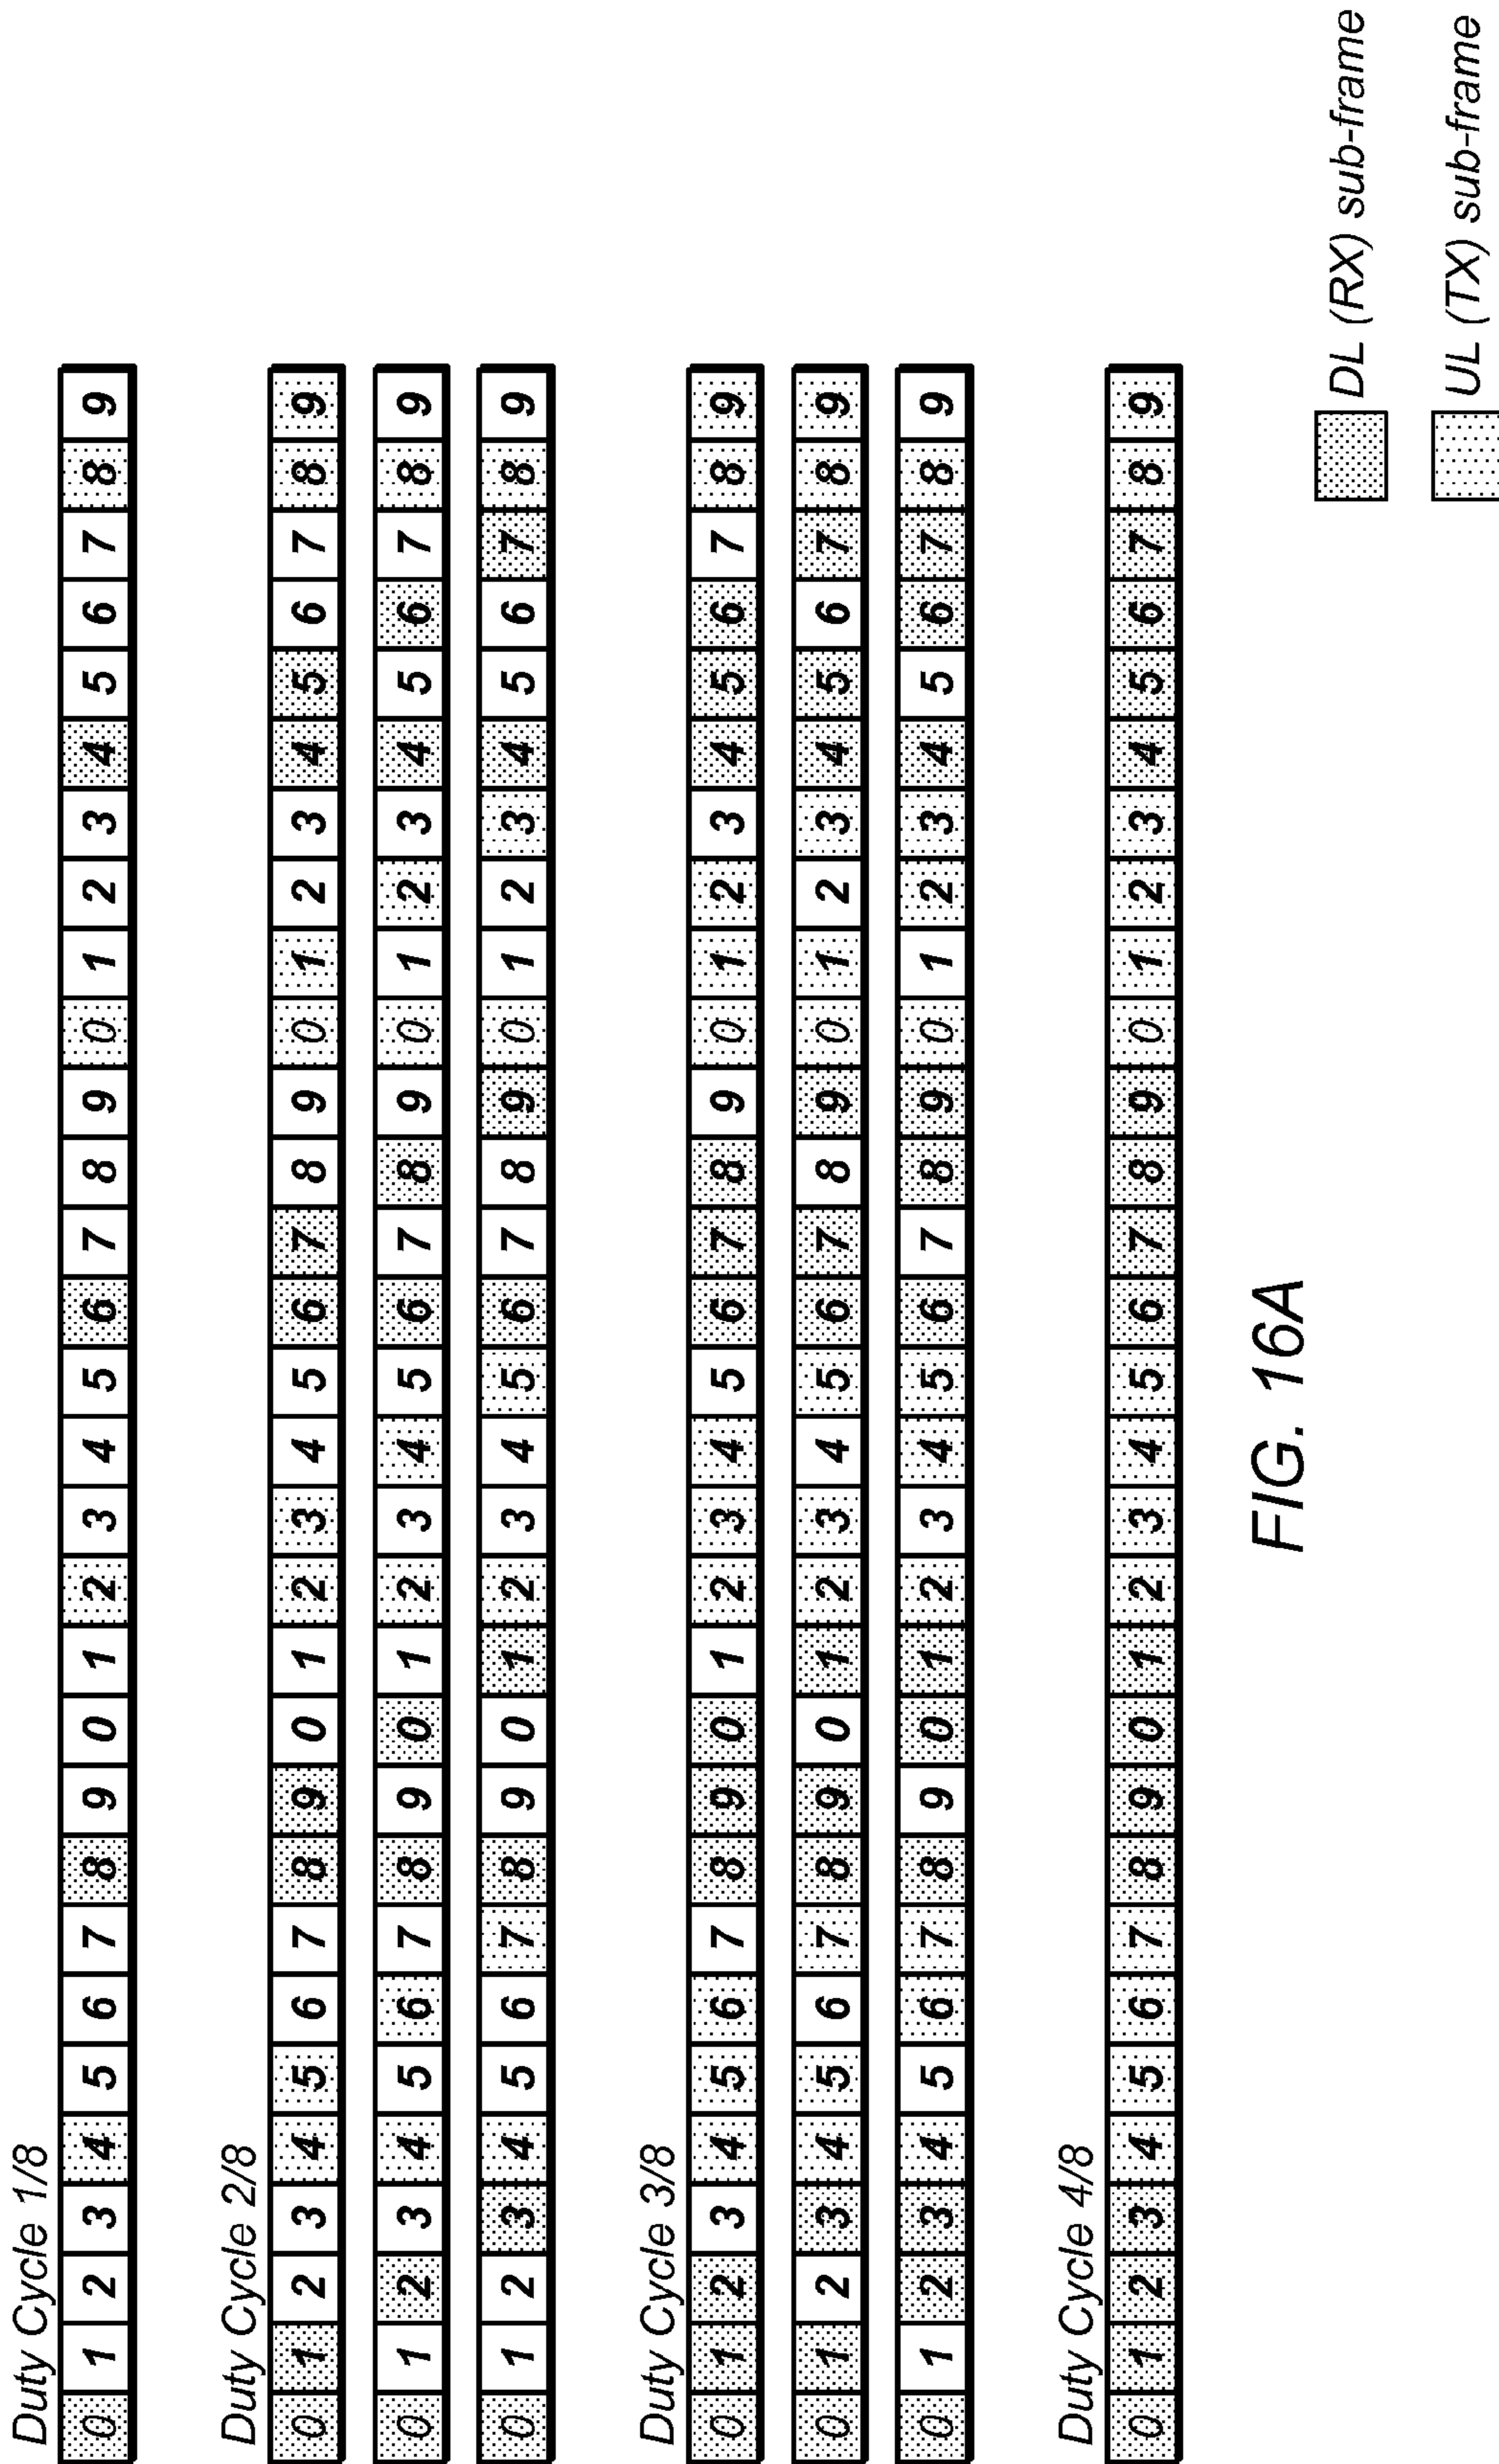 Duty Cycle 1/8
0 1 2 3 4 5 6 7 8 9 0 1 2 3 4 5 6 7 8 9 0 1 2 3 4 5 6 7 8 9
Duty Cycle 2/8
0 1 2 3 4 5 6 7 8 9 0 1 2 3 4 5 6 7 8 9 0 1 2 3 4 5 6 7 8 9
0 1 2 3 4 5 6 7 8 9 0 1 2 3 4 5 6 7 8 9 0 1 2 3 4 5 6 7 8 9
0 1 2 3 4 5 6 7 8 9 0 1 2 3 4 5 6 7 8 9 0 1 2 3 4 5 6 7 8 9
Duty Cycle 3/8
0 1 2 3 4 5 6 7 8 9 0 1 2 3 4 5 6 7 8 9 0 1 2 3 4 5 6 7 8 9
0 1 2 3 4 5 6 7 8 9 0 1 2 3 4 5 6 7 8 9 0 1 2 3 4 5 6 7 8 9
0 1 2 3 4 5 6 7 8 9 0 1 2 3 4 5 6 7 8 9 0 1 2 3 4 5 6 7 8 9
Duty Cycle 4/8
0 1 2 3 4 5 6 7 8 9 0 1 2 3 4 5 6 7 8 9 0 1 2 3 4 5 6 7 8 9
FIG. 16A
DL (RX) sub-frame
UL (TX) sub-frame